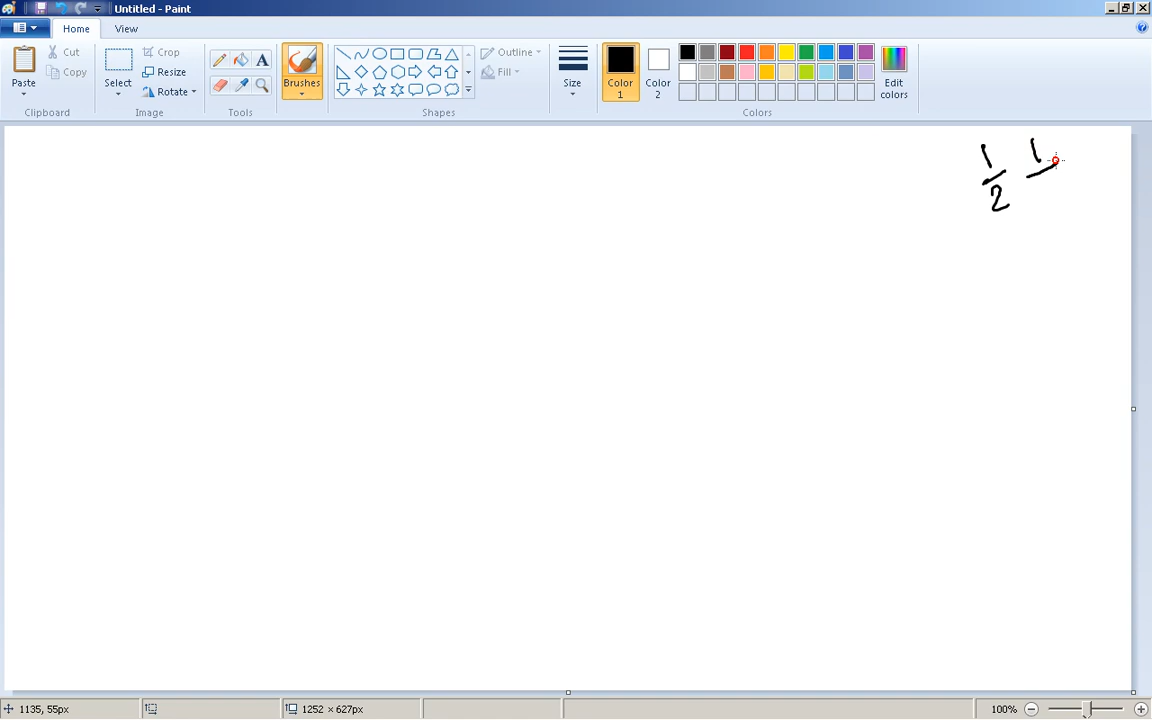 Untitled - Paint
Home View
Paste
Cut
Copy
Clipboard
Select
Crop
Resize
Rotate
Image
Tools
Brushes
Outline
Fill
Shapes
Size
Color 1
Color 2
Edit colors
Colors
1/2 1/
1135, 55px
1252 × 627px
100%